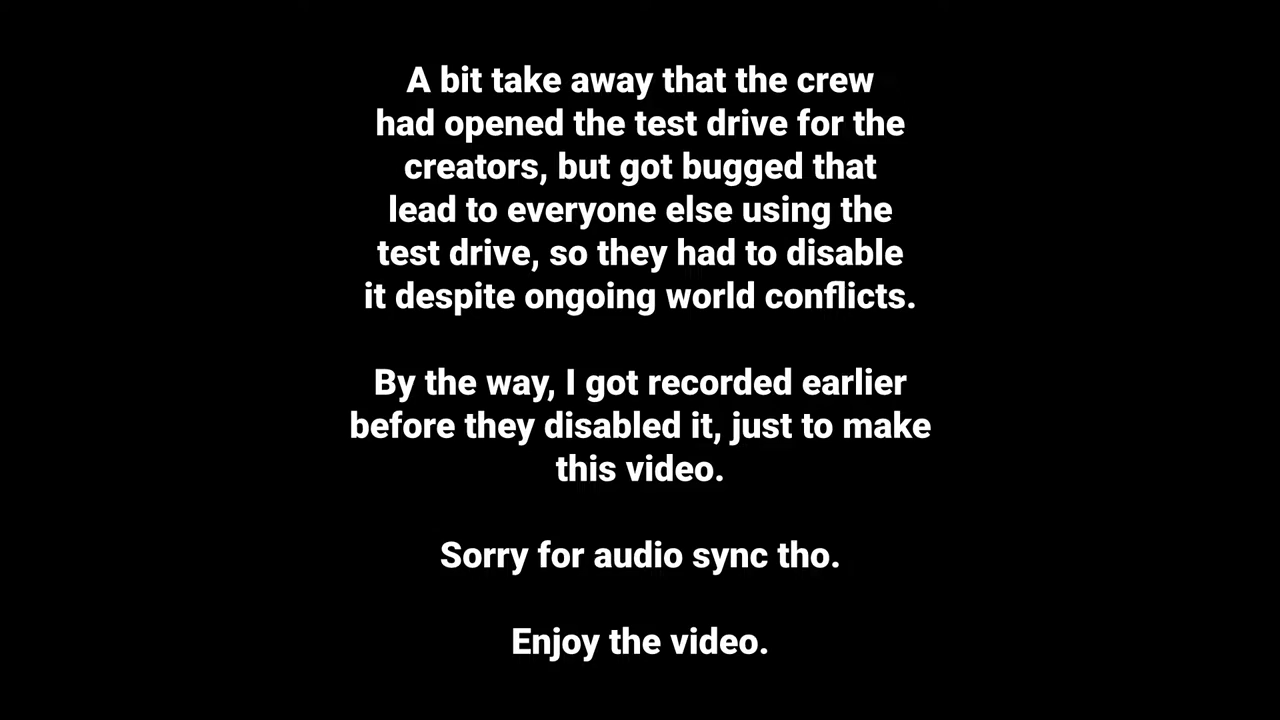 A bit take away that the crew
had opened the test drive for the
creators, but got bugged that
lead to everyone else using the
test drive, so they had to disable
it despite ongoing world conflicts.
By the way, I got recorded earlier
before they disabled it, just to make
this video.
Sorry for audio sync tho.
Enjoy the video.